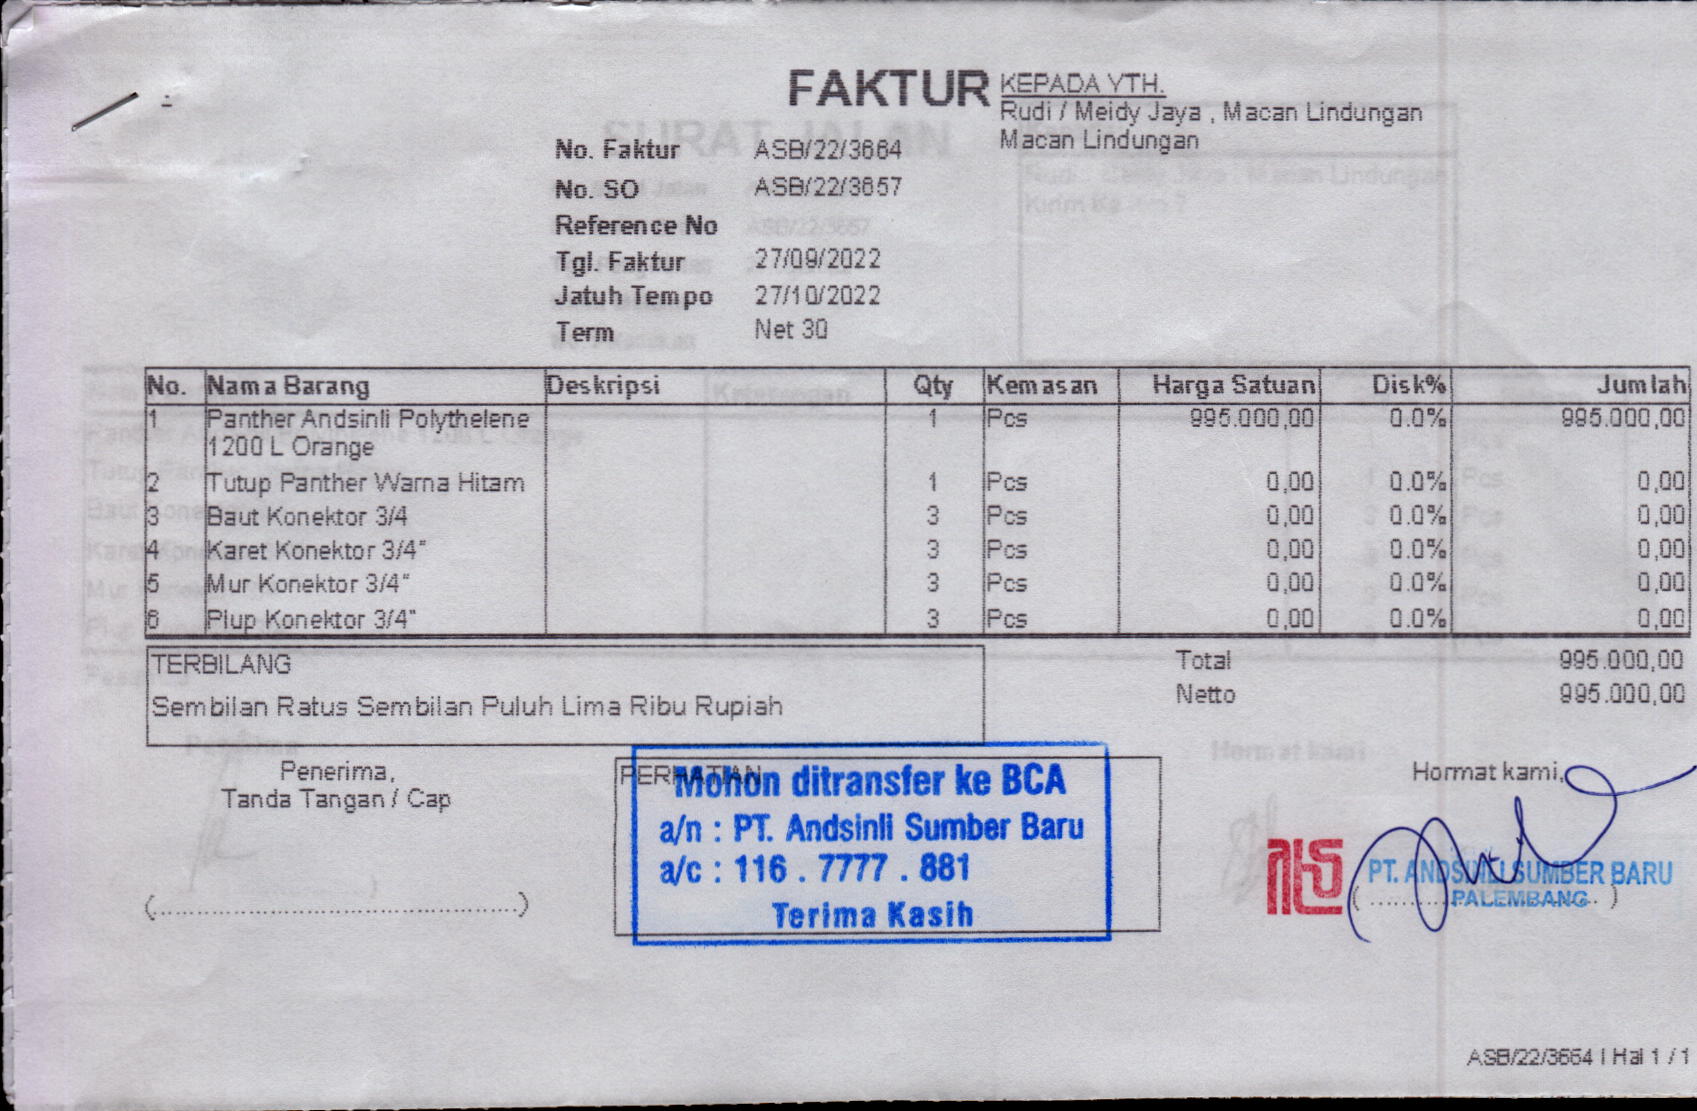 FAKTUR
KEPADA YTH.
Rudi / Meidy Jaya , Macan Lindungan
Macan Lindungan
No. Faktur ASB/22/3664
No. SO ASB/22/3657
Reference No
Tgl. Faktur 27/09/2022
Jatuh Tempo 27/10/2022
Term Net 30
No. Nama Barang Deskripsi Qty Kemasan Harga Satuan Disk% Jumlah
1 Panther Andsinli Polythelene 1 Pcs 995.000,00 0.0% 995.000,00
1200 L Orange
2 Tutup Panther Warna Hitam 1 Pcs 0,00 0.0% 0,00
3 Baut Konektor 3/4 3 Pcs 0,00 0.0% 0,00
4 Karet Konektor 3/4" 3 Pcs 0,00 0.0% 0,00
5 Mur Konektor 3/4" 3 Pcs 0,00 0.0% 0,00
6 Plup Konektor 3/4" 3 Pcs 0,00 0.0% 0,00
TERBILANG
Sembilan Ratus Sembilan Puluh Lima Ribu Rupiah
Total 995.000,00
Netto 995.000,00
Penerima,
Tanda Tangan / Cap
(............................................)
PERHATIAN
Mohon ditransfer ke BCA
a/n : PT. Andsinli Sumber Baru
a/c : 116 . 7777 . 881
Terima Kasih
Hormat kami,
PT. ANDSINLI SUMBER BARU
PALEMBANG
ASB/22/3664 | Hal 1 / 1